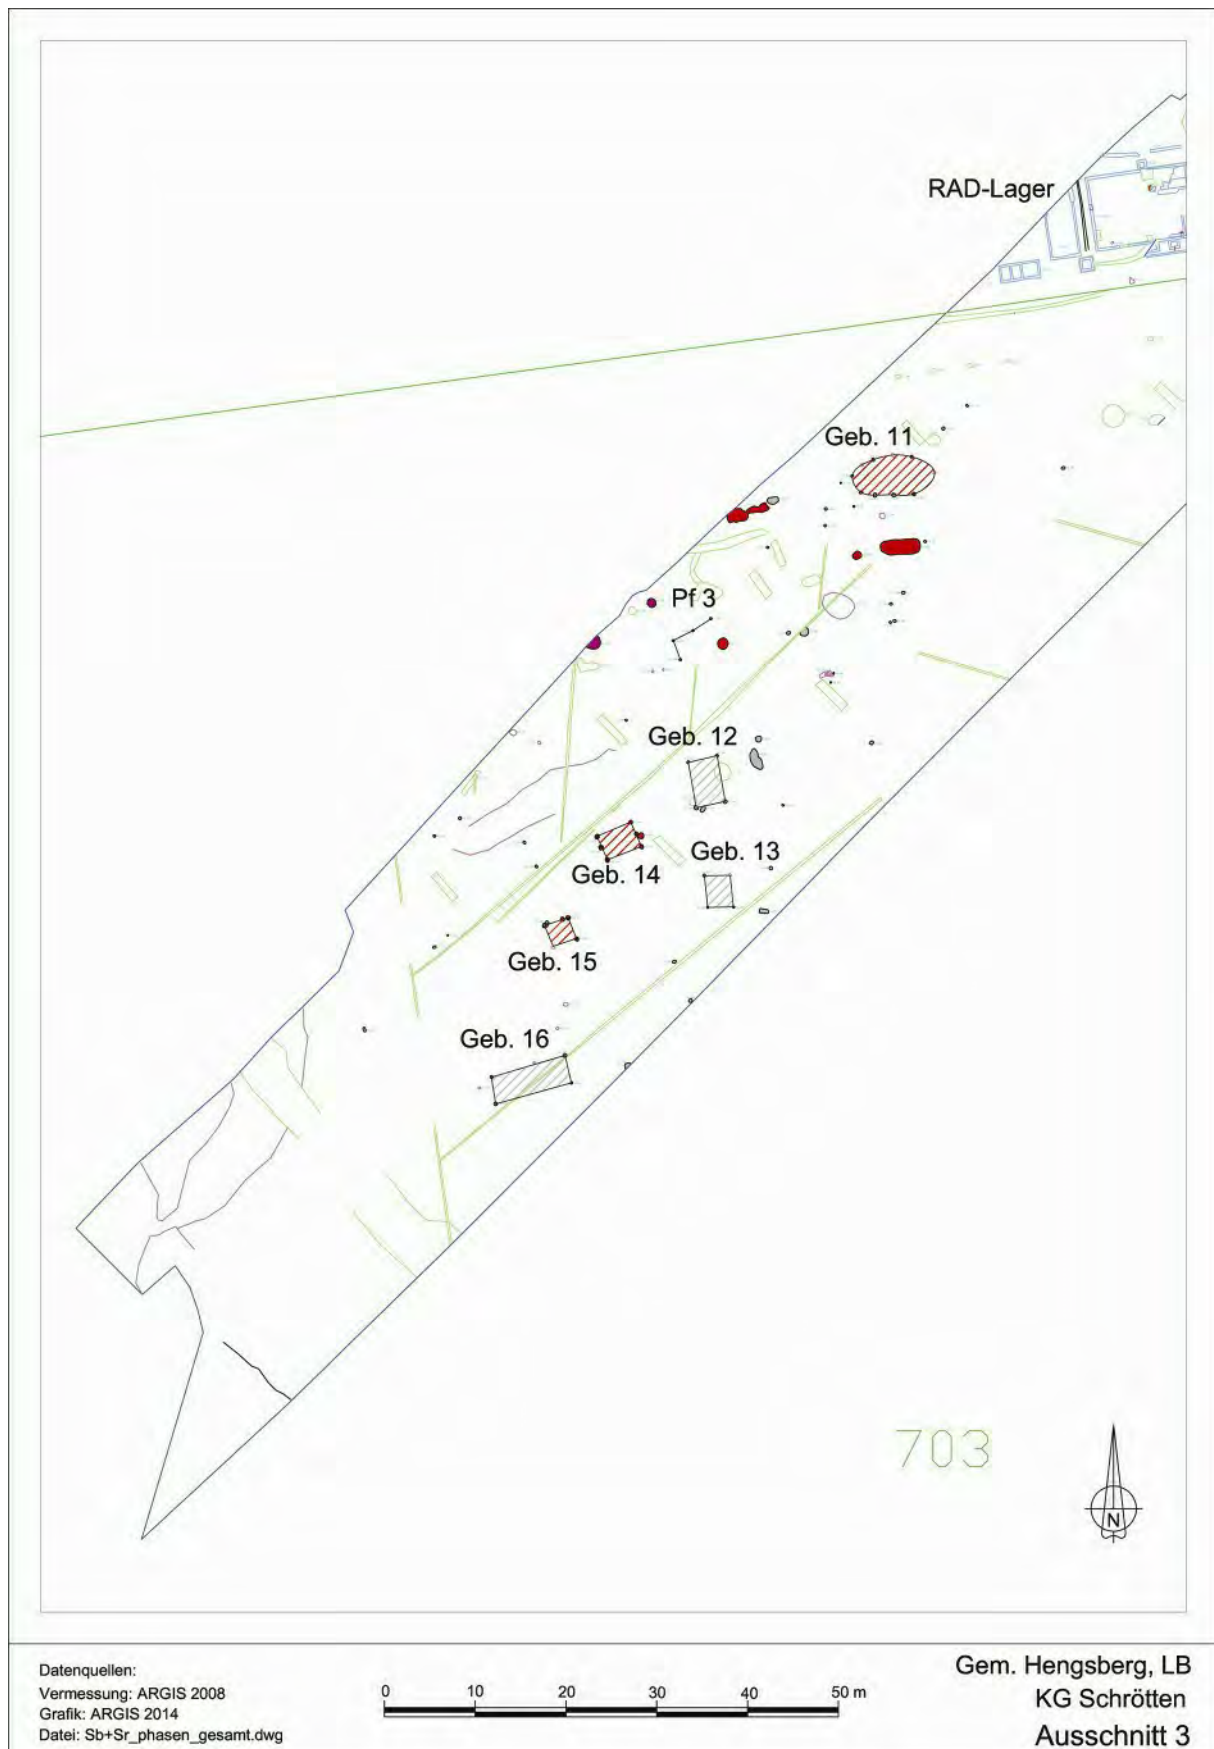 RAD-Lager
Geb. 11
Pf 3
Geb. 12
Geb. 13
Geb. 14
Geb. 15
Geb. 16
703
N
Datenquellen:
Vermessung: ARGIS 2008
Grafik: ARGIS 2014
Datei: Sb+Sr_phasen_gesamt.dwg
0 10 20 30 40 50 m
Gem. Hengsberg, LB
KG Schrötten
Ausschnitt 3